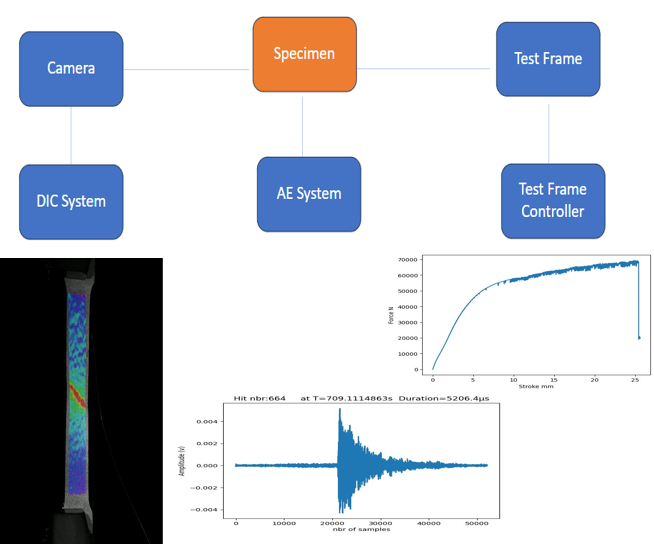 Camera
Specimen
Test Frame
DIC System
AE System
Test Frame
Controller
70000
60000
50000
40000
30000
20000
10000
0
Force N
0 5 10 15 20 25
Stroke mm
Hit nbr:664 at T=709.1114863s Duration=5206.4μs
0.004
0.002
0.000
−0.002
−0.004
Amplitude (v)
0 10000 20000 30000 40000 50000
nbr of samples